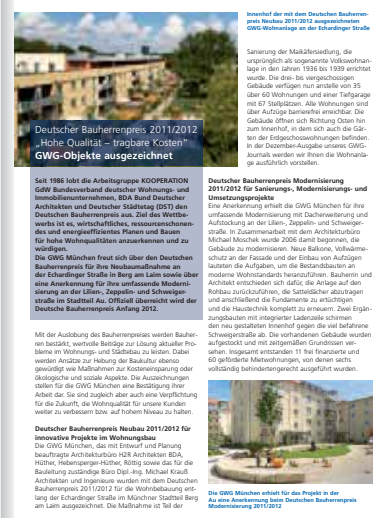 Deutscher Bauherrenpreis 2011/2012
„Hohe Qualität – tragbare Kosten"
GWG-Objekte ausgezeichnet
Seit 1986 lobt die Arbeitsgruppe KOOPERATION
GdW Bundesverband deutscher Wohnungs- und
Immobilienunternehmen, BDA Bund Deutscher
Architekten und Deutscher Städtetag (DST) den
Deutschen Bauherrenpreis aus. Ziel des Wettbe-
werbs ist es, wirtschaftliches, ressourcenschonen-
des und energieeffizientes Planen und Bauen
für hohe Wohnqualitäten anzuerkennen und zu
würdigen.
Die GWG München freut sich über den Deutschen
Bauherrenpreis für ihre Neubaumaßnahme an
der Echardinger Straße in Berg am Laim sowie über
eine Anerkennung für ihre umfassende Moderni-
sierung an der Lilien-, Zeppelin- und Schweiger-
straße im Stadtteil Au. Offiziell überreicht wird der
Deutsche Bauherrenpreis Anfang 2012.
Mit der Auslobung des Bauherrenpreises werden Bauher-
ren bestärkt, wertvolle Beiträge zur Lösung aktueller Pro-
bleme im Wohnungs- und Städtebau zu leisten. Dabei
werden Ansätze zur Hebung der Baukultur ebenso
gewürdigt wie Maßnahmen zur Kosteneinsparung oder
ökologische und soziale Aspekte. Die Auszeichnungen
stellen für die GWG München eine Bestätigung ihrer
Arbeit dar. Sie sind zugleich aber auch eine Verpflichtung
für die Zukunft, die Wohnqualität für unsere Kunden
weiter zu verbessern bzw. auf hohem Niveau zu halten.
Deutscher Bauherrenpreis Neubau 2011/2012 für
innovative Projekte im Wohnungsbau
Die GWG München, das mit Entwurf und Planung
beauftragte Architekturbüro H2R Architekten BDA,
Hüther, Hebensperger-Hüther, Röttig sowie das für die
Bauleitung zuständige Büro Dipl.-Ing. Michael Krauß
Architekten und Ingenieure wurden mit dem Deutschen
Bauherrenpreis 2011/2012 für die Wohnbebauung ent-
lang der Echardinger Straße im Münchner Stadtteil Berg
am Laim ausgezeichnet. Die Maßnahme ist Teil der
Innenhof der mit dem Deutschen Bauherren-
preis Neubau 2011/2012 ausgezeichneten
GWG-Wohnanlage an der Echardinger Straße
Sanierung der Maikäfersiedlung, die
ursprünglich als sogenannte Volkswohnan-
lage in den Jahren 1936 bis 1939 errichtet
wurde. Die drei- bis viergeschossigen
Gebäude verfügen nun anstelle von 35
über 60 Wohnungen und einer Tiefgarage
mit 67 Stellplätzen. Alle Wohnungen sind
über Aufzüge barrierefrei erreichbar. Die
Gebäude öffnen sich Richtung Osten hin
zum Innenhof, in dem sich auch die Gär-
ten der Erdgeschosswohnungen befinden.
In der Dezember-Ausgabe unseres GWG-
Journals werden wir Ihnen die Wohnanla-
ge ausführlich vorstellen.
Deutscher Bauherrenpreis Modernisierung
2011/2012 für Sanierungs-, Modernisierungs- und
Umsetzungsprojekte
Eine Anerkennung erhielt die GWG München für ihre
umfassende Modernisierung mit Dacherweiterung und
Aufstockung an der Lilien-, Zeppelin- und Schweiger-
straße. In Zusammenarbeit mit dem Architekturbüro
Michael Moschek wurde 2006 damit begonnen, die
Gebäude zu modernisieren. Neue Balkone, Vollwärme-
schutz an der Fassade und der Einbau von Aufzügen
lauteten die Aufgaben, um die Bestandsbauten an
moderne Wohnstandards heranzuführen. Bauherrin und
Architekt entschieden sich dafür, die Anlage auf den
Rohbau zurückzuführen, die Satteldächer abzutragen
und anschließend die Fundamente zu ertüchtigen
und die Haustechnik komplett zu erneuern. Zwei Ergän-
zungsbauten mit integrierter Ladenzeile schirmen
den neu gestalteten Innenhof gegen die viel befahrene
Schweigerstraße ab. Die vorhandenen Gebäude wurden
aufgestockt und mit zeitgemäßen Grundrissen ver-
sehen. Insgesamt entstanden 11 frei finanzierte und
60 geförderte Mietwohnungen, von denen sechs
vollständig behindertengerecht ausgeführt wurden.
Die GWG München erhielt für das Projekt in der
Au eine Anerkennung beim Deutschen Bauherrenpreis
Modernisierung 2011/2012